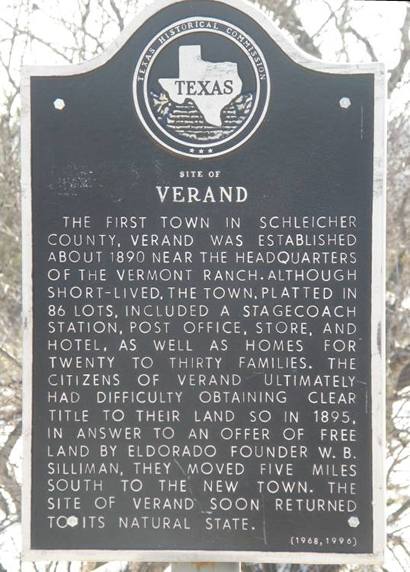 TEXAS HISTORICAL COMMISSION
TEXAS
SITE OF
VERAND
THE FIRST TOWN IN SCHLEICHER
COUNTY, VERAND WAS ESTABLISHED
ABOUT 1890 NEAR THE HEADQUARTERS
OF THE VERMONT RANCH. ALTHOUGH
SHORT-LIVED, THE TOWN, PLATTED IN
86 LOTS, INCLUDED A STAGECOACH
STATION, POST OFFICE, STORE, AND
HOTEL, AS WELL AS HOMES FOR
TWENTY TO THIRTY FAMILIES. THE
CITIZENS OF VERAND ULTIMATELY
HAD DIFFICULTY OBTAINING CLEAR
TITLE TO THEIR LAND SO IN 1895,
IN ANSWER TO AN OFFER OF FREE
LAND BY ELDORADO FOUNDER W. B.
SILLIMAN, THEY MOVED FIVE MILES
SOUTH TO THE NEW TOWN. THE
SITE OF VERAND SOON RETURNED
TO ITS NATURAL STATE.
(1968, 1996)